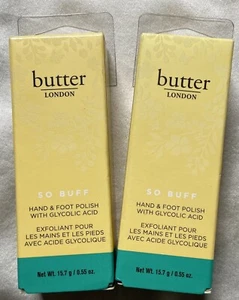 butter
LONDON
SO BUFF
HAND & FOOT POLISH
WITH GLYCOLIC ACID
EXFOLIANT POUR
LES MAINS ET LES PIEDS
AVEC ACIDE GLYCOLIQUE
Net Wt. 15.7 g / 0.55 oz.
butter
LONDON
SO BUFF
HAND & FOOT POLISH
WITH GLYCOLIC ACID
EXFOLIANT POUR
LES MAINS ET LES PIEDS
AVEC ACIDE GLYCOLIQUE
Net Wt. 15.7 g / 0.55 oz.